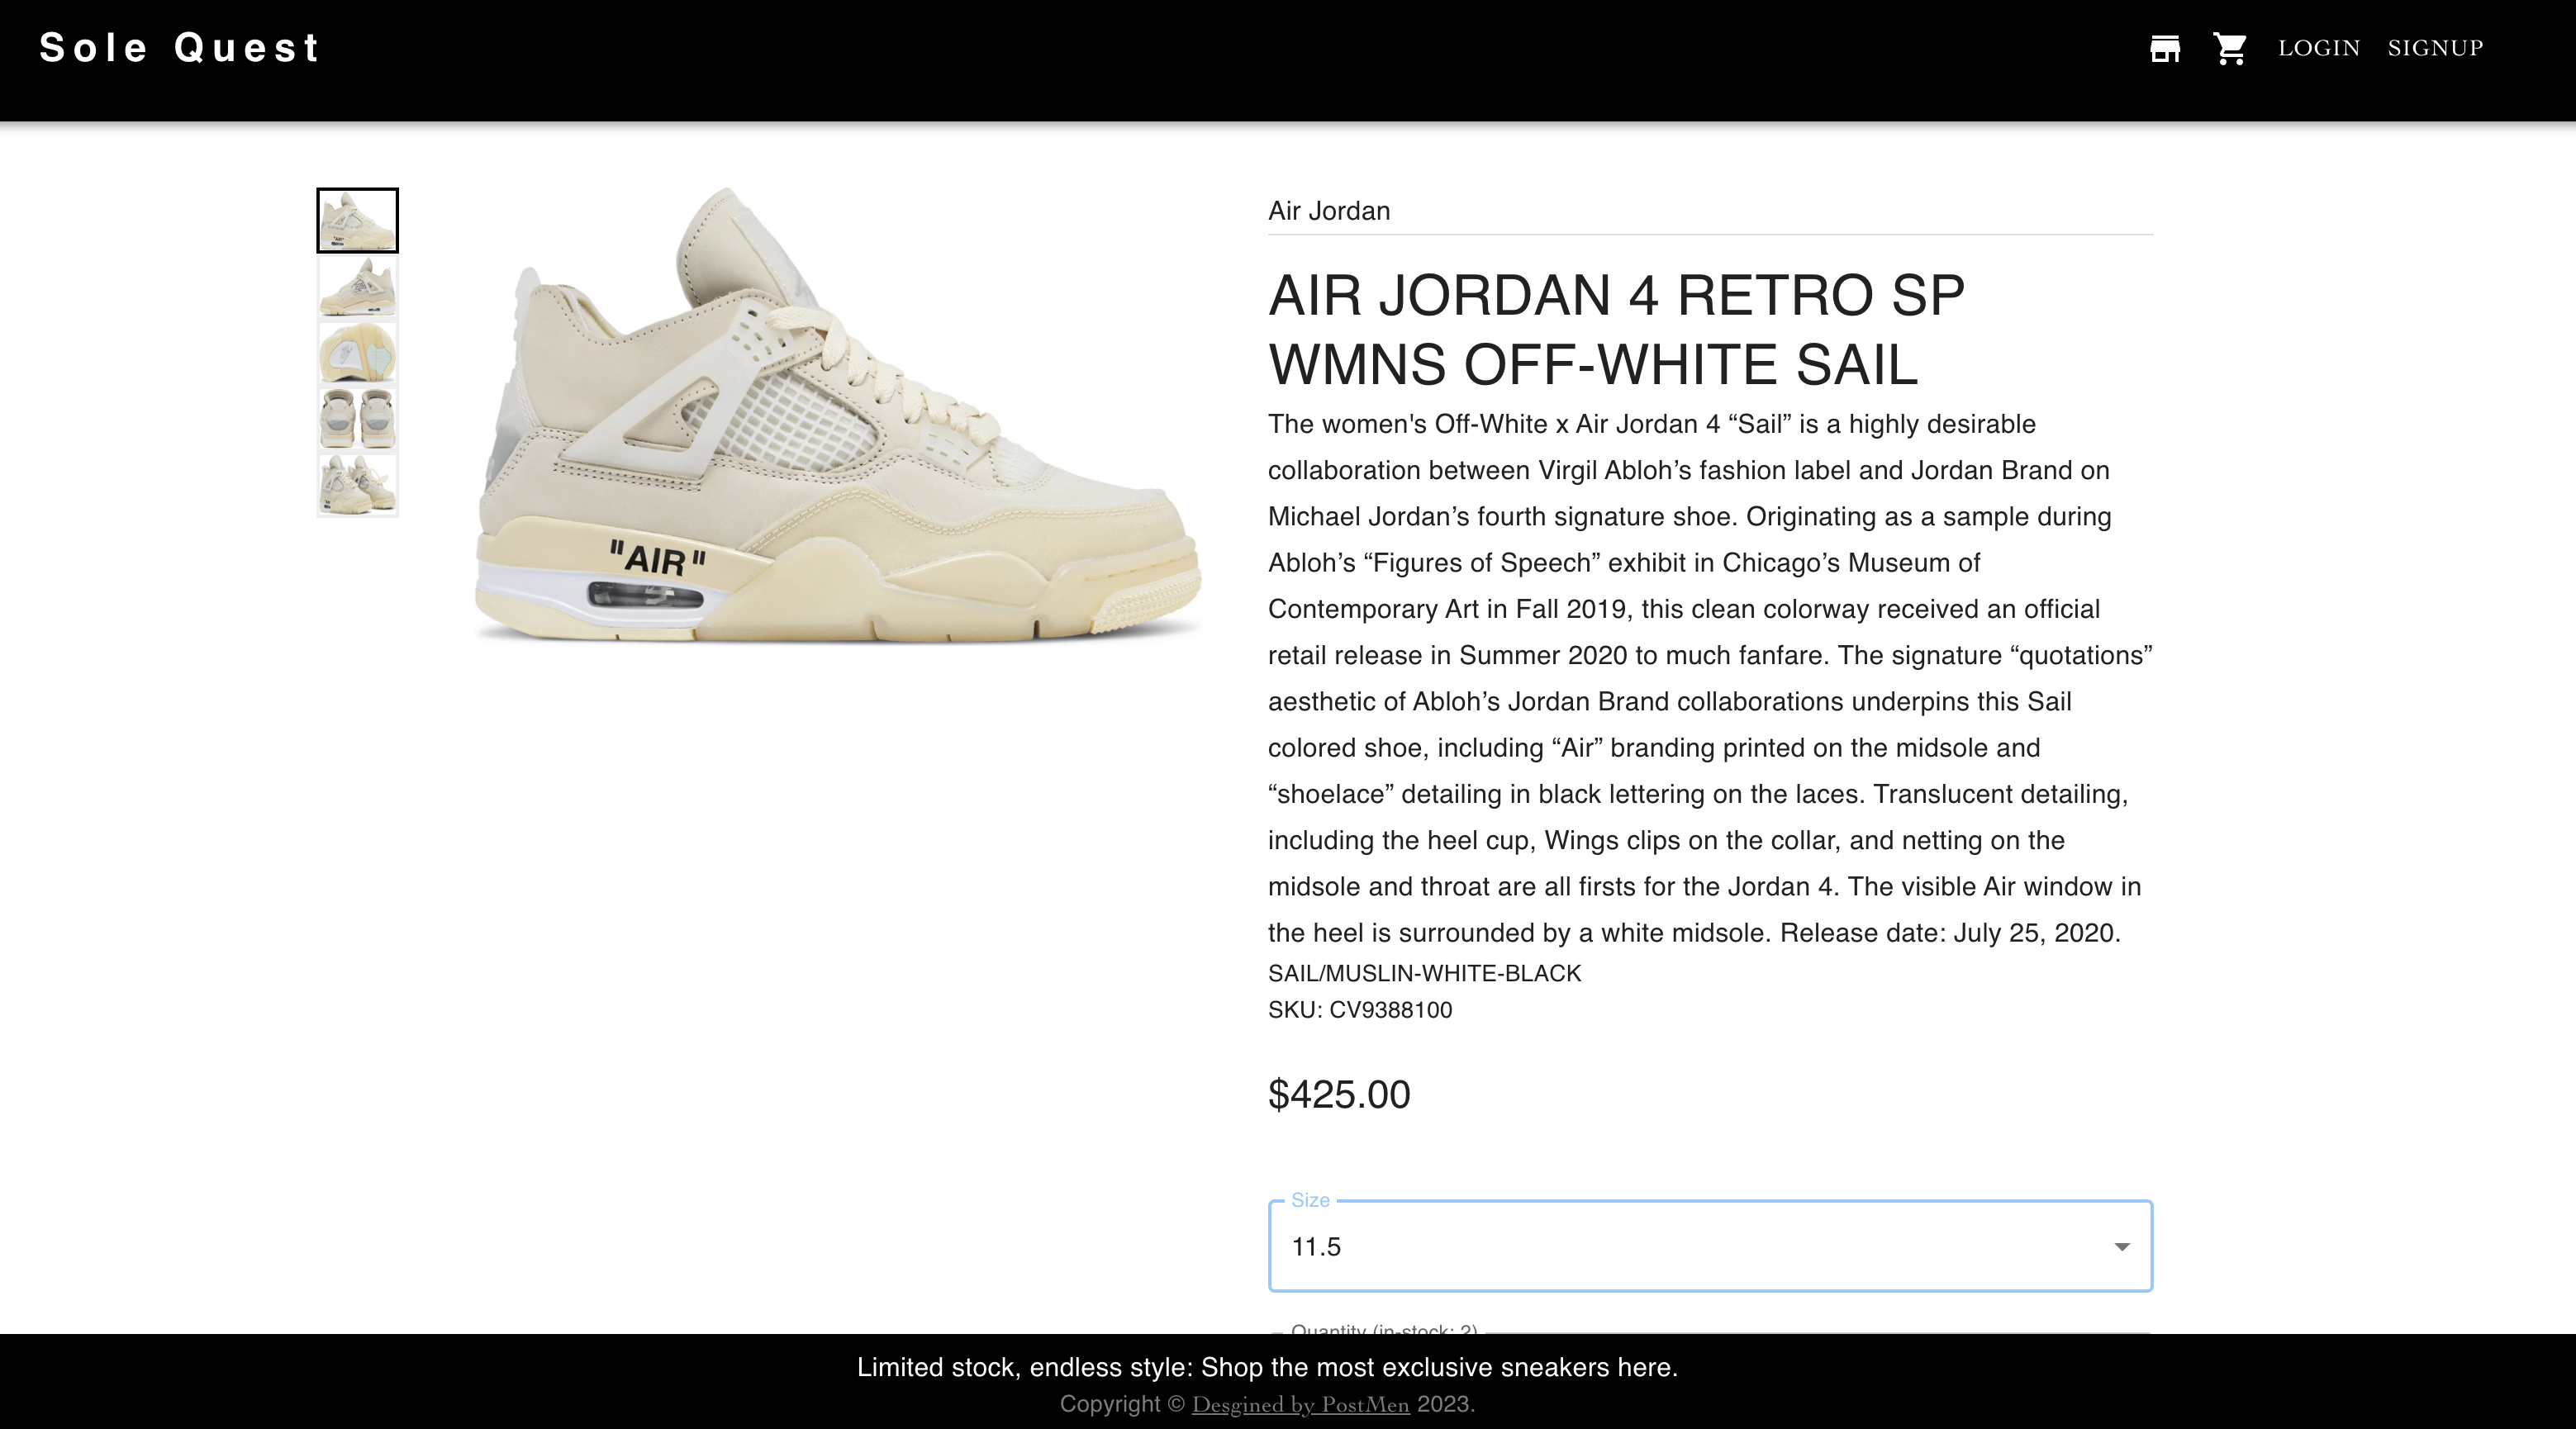 Sole Quest
LOGIN SIGNUP
Air Jordan
AIR JORDAN 4 RETRO SP
WMNS OFF-WHITE SAIL
The women's Off-White x Air Jordan 4 “Sail” is a highly desirable
collaboration between Virgil Abloh’s fashion label and Jordan Brand on
Michael Jordan’s fourth signature shoe. Originating as a sample during
Abloh’s “Figures of Speech” exhibit in Chicago’s Museum of
Contemporary Art in Fall 2019, this clean colorway received an official
retail release in Summer 2020 to much fanfare. The signature “quotations”
aesthetic of Abloh’s Jordan Brand collaborations underpins this Sail
colored shoe, including “Air” branding printed on the midsole and
“shoelace” detailing in black lettering on the laces. Translucent detailing,
including the heel cup, Wings clips on the collar, and netting on the
midsole and throat are all firsts for the Jordan 4. The visible Air window in
the heel is surrounded by a white midsole. Release date: July 25, 2020.
SAIL/MUSLIN-WHITE-BLACK
SKU: CV9388100
$425.00
Size
11.5
Quantity (in-stock: 2)
"AIR"
Limited stock, endless style: Shop the most exclusive sneakers here.
Copyright © Desgined by PostMen 2023.